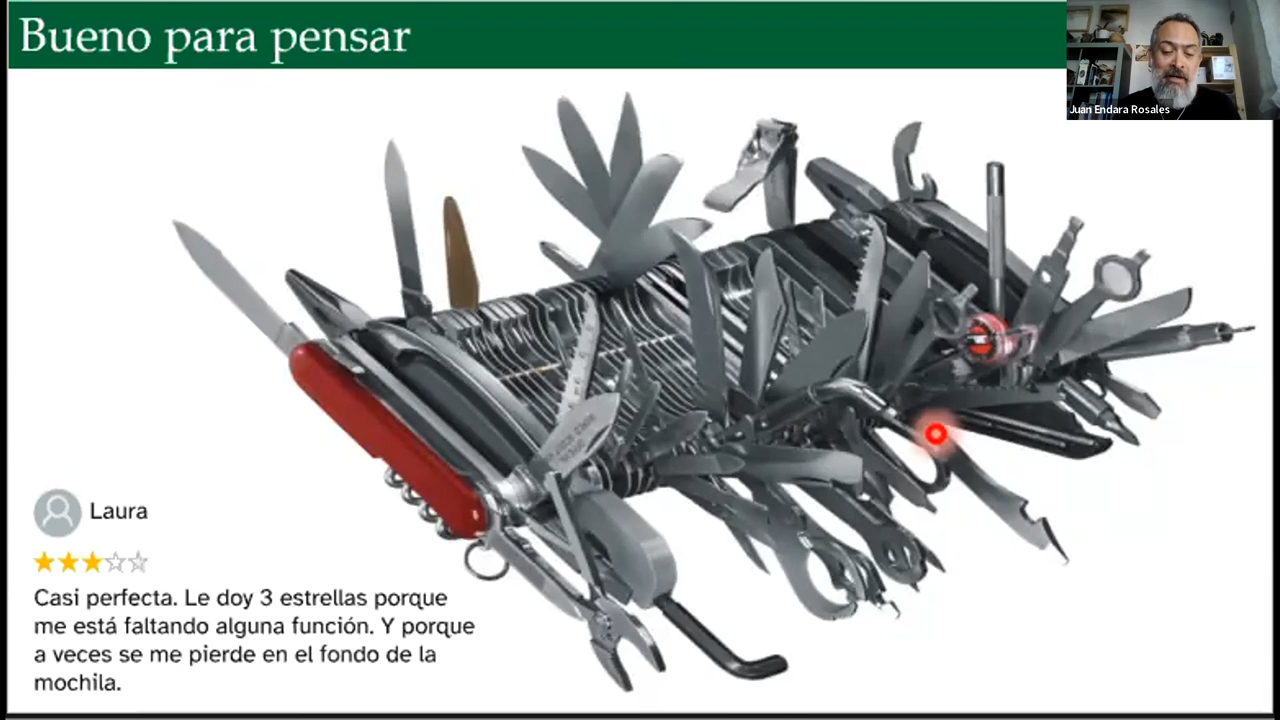 Bueno para pensar
Juan Endara Rosales
Laura
Casi perfecta. Le doy 3 estrellas porque
me está faltando alguna función. Y porque
a veces se me pierde en el fondo de la
mochila.